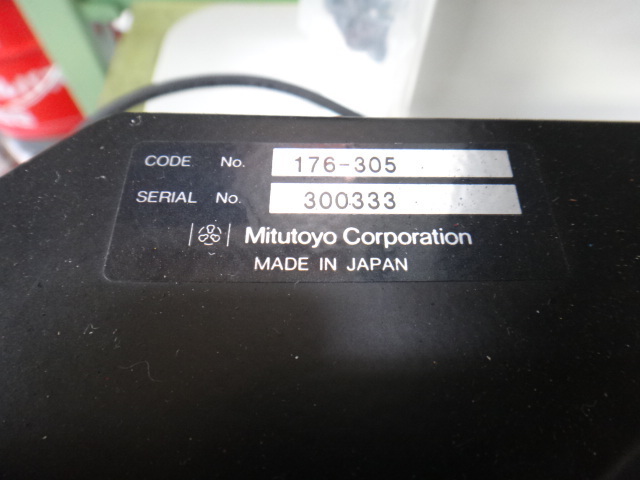 CODE No. 176-305
SERIAL No. 300333
Mitutoyo Corporation
MADE IN JAPAN